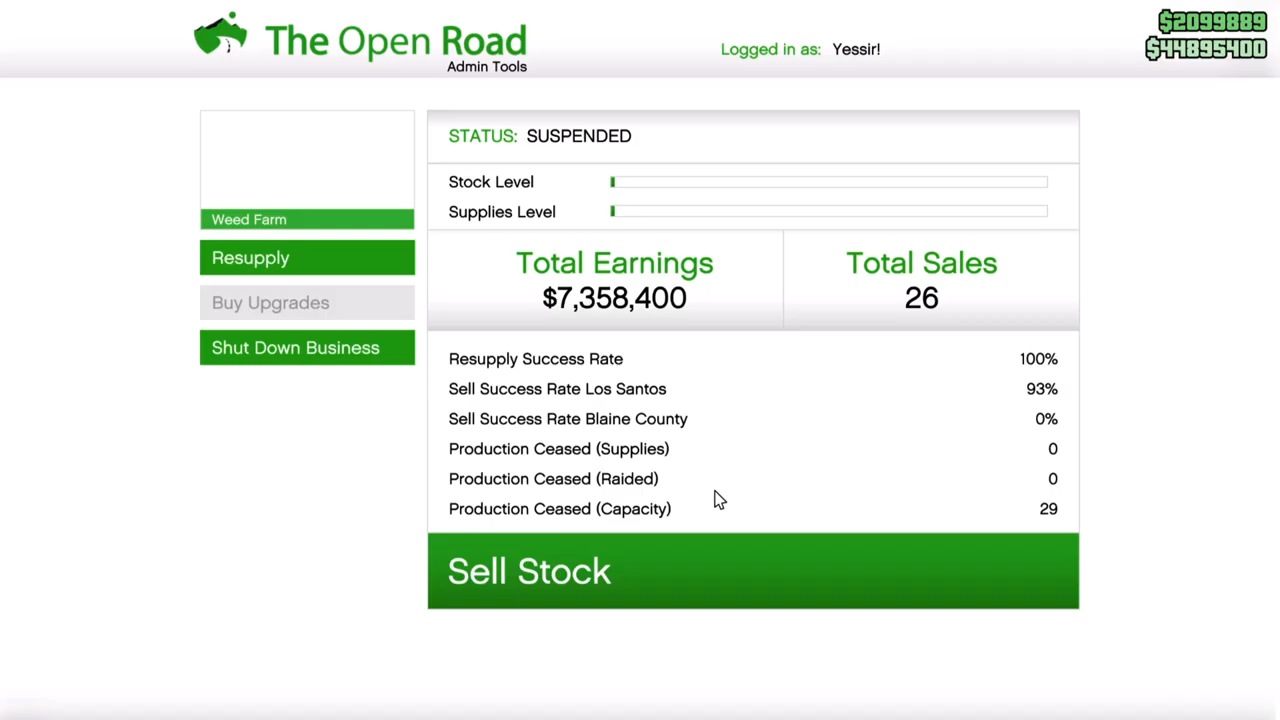 The Open Road
Admin Tools
Logged in as: Yessir!
$2099889
$44895400
Weed Farm
Resupply
Buy Upgrades
Shut Down Business
STATUS: SUSPENDED
Stock Level
Supplies Level
Total Earnings
$7,358,400
Total Sales
26
Resupply Success Rate 100%
Sell Success Rate Los Santos 93%
Sell Success Rate Blaine County 0%
Production Ceased (Supplies) 0
Production Ceased (Raided) 0
Production Ceased (Capacity) 29
Sell Stock